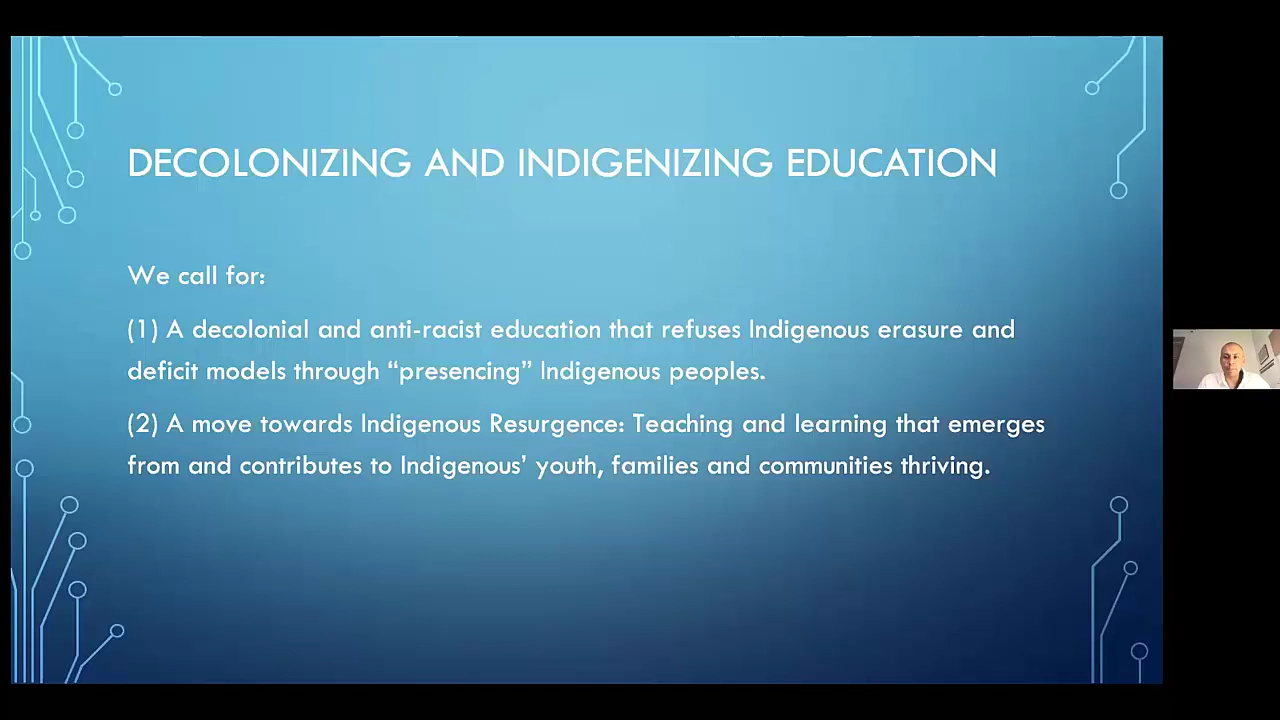 DECOLONIZING AND INDIGENIZING EDUCATION
We call for:
(1) A decolonial and anti-racist education that refuses Indigenous erasure and
deficit models through “presencing” Indigenous peoples.
(2) A move towards Indigenous Resurgence: Teaching and learning that emerges
from and contributes to Indigenous’ youth, families and communities thriving.